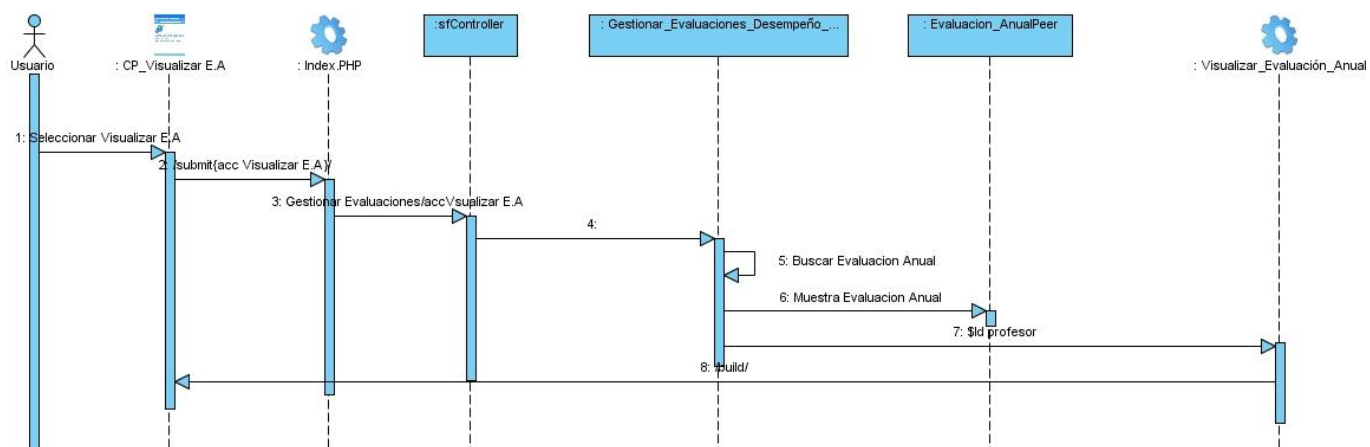 :sfController
: Gestionar_Evaluaciones_Desempeño_...
: Evaluacion_AnualPeer
Usuario
: CP_Visualizar E.A
: Index.PHP
: Visualizar_Evaluación_Anual
1: Seleccionar Visualizar E.A
2: /submit{acc Visualizar E.A}/
3: Gestionar Evaluaciones/accVsualizar E.A
4:
5: Buscar Evaluacion Anual
6: Muestra Evaluacion Anual
7: $Id profesor
8: /build/